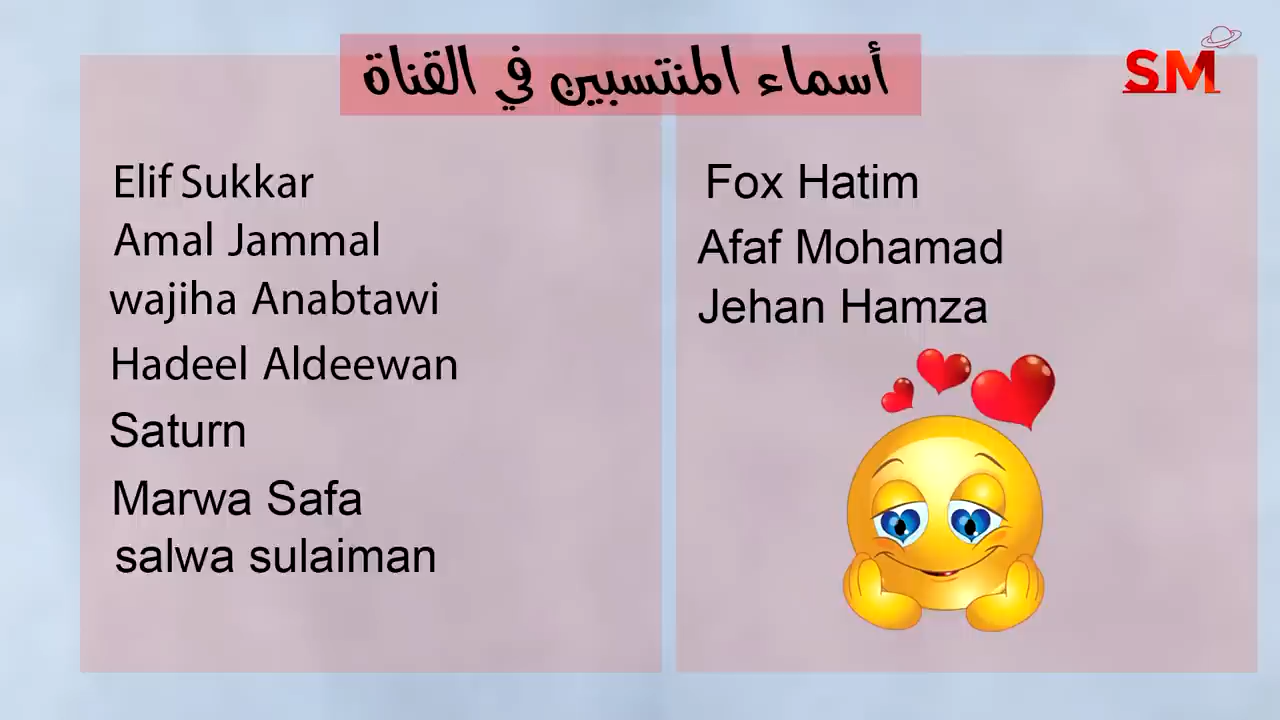 أسماء المنتسبين في القناة
SM
Elif Sukkar
Amal Jammal
wajiha Anabtawi
Hadeel Aldeewan
Saturn
Marwa Safa
salwa sulaiman
Fox Hatim
Afaf Mohamad
Jehan Hamza